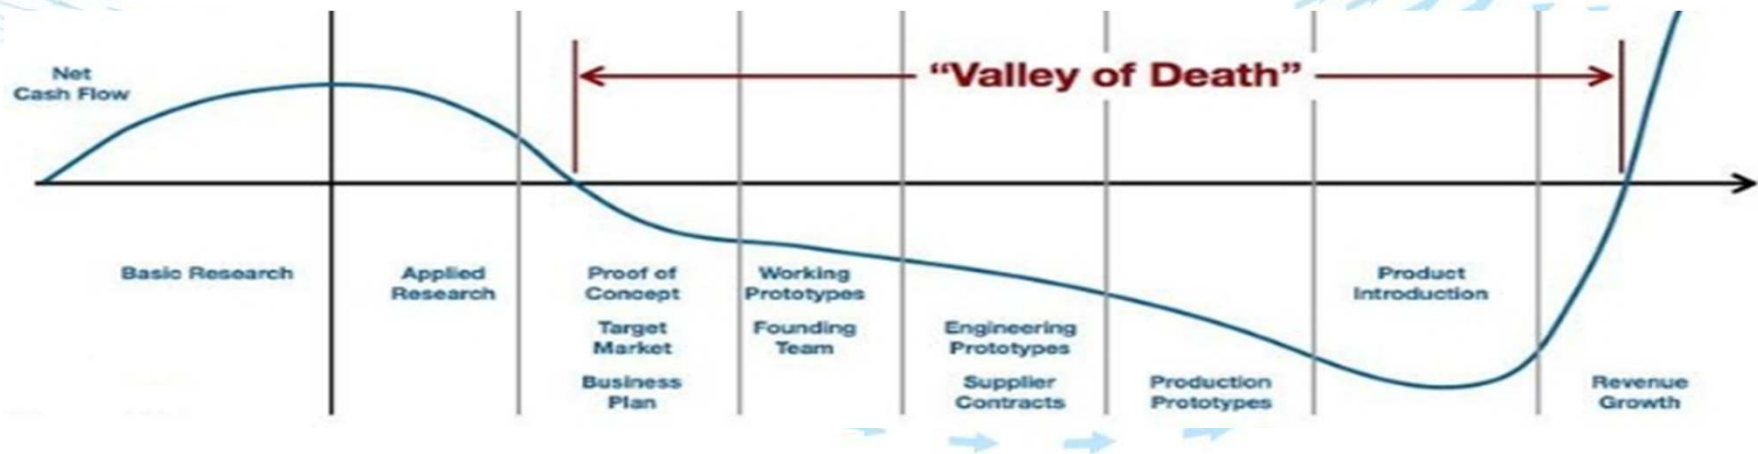 Net
Cash Flow
“Valley of Death”
Basic Research
Applied
Research
Proof of
Concept
Target
Market
Business
Plan
Working
Prototypes
Founding
Team
Engineering
Prototypes
Supplier
Contracts
Production
Prototypes
Product
Introduction
Revenue
Growth